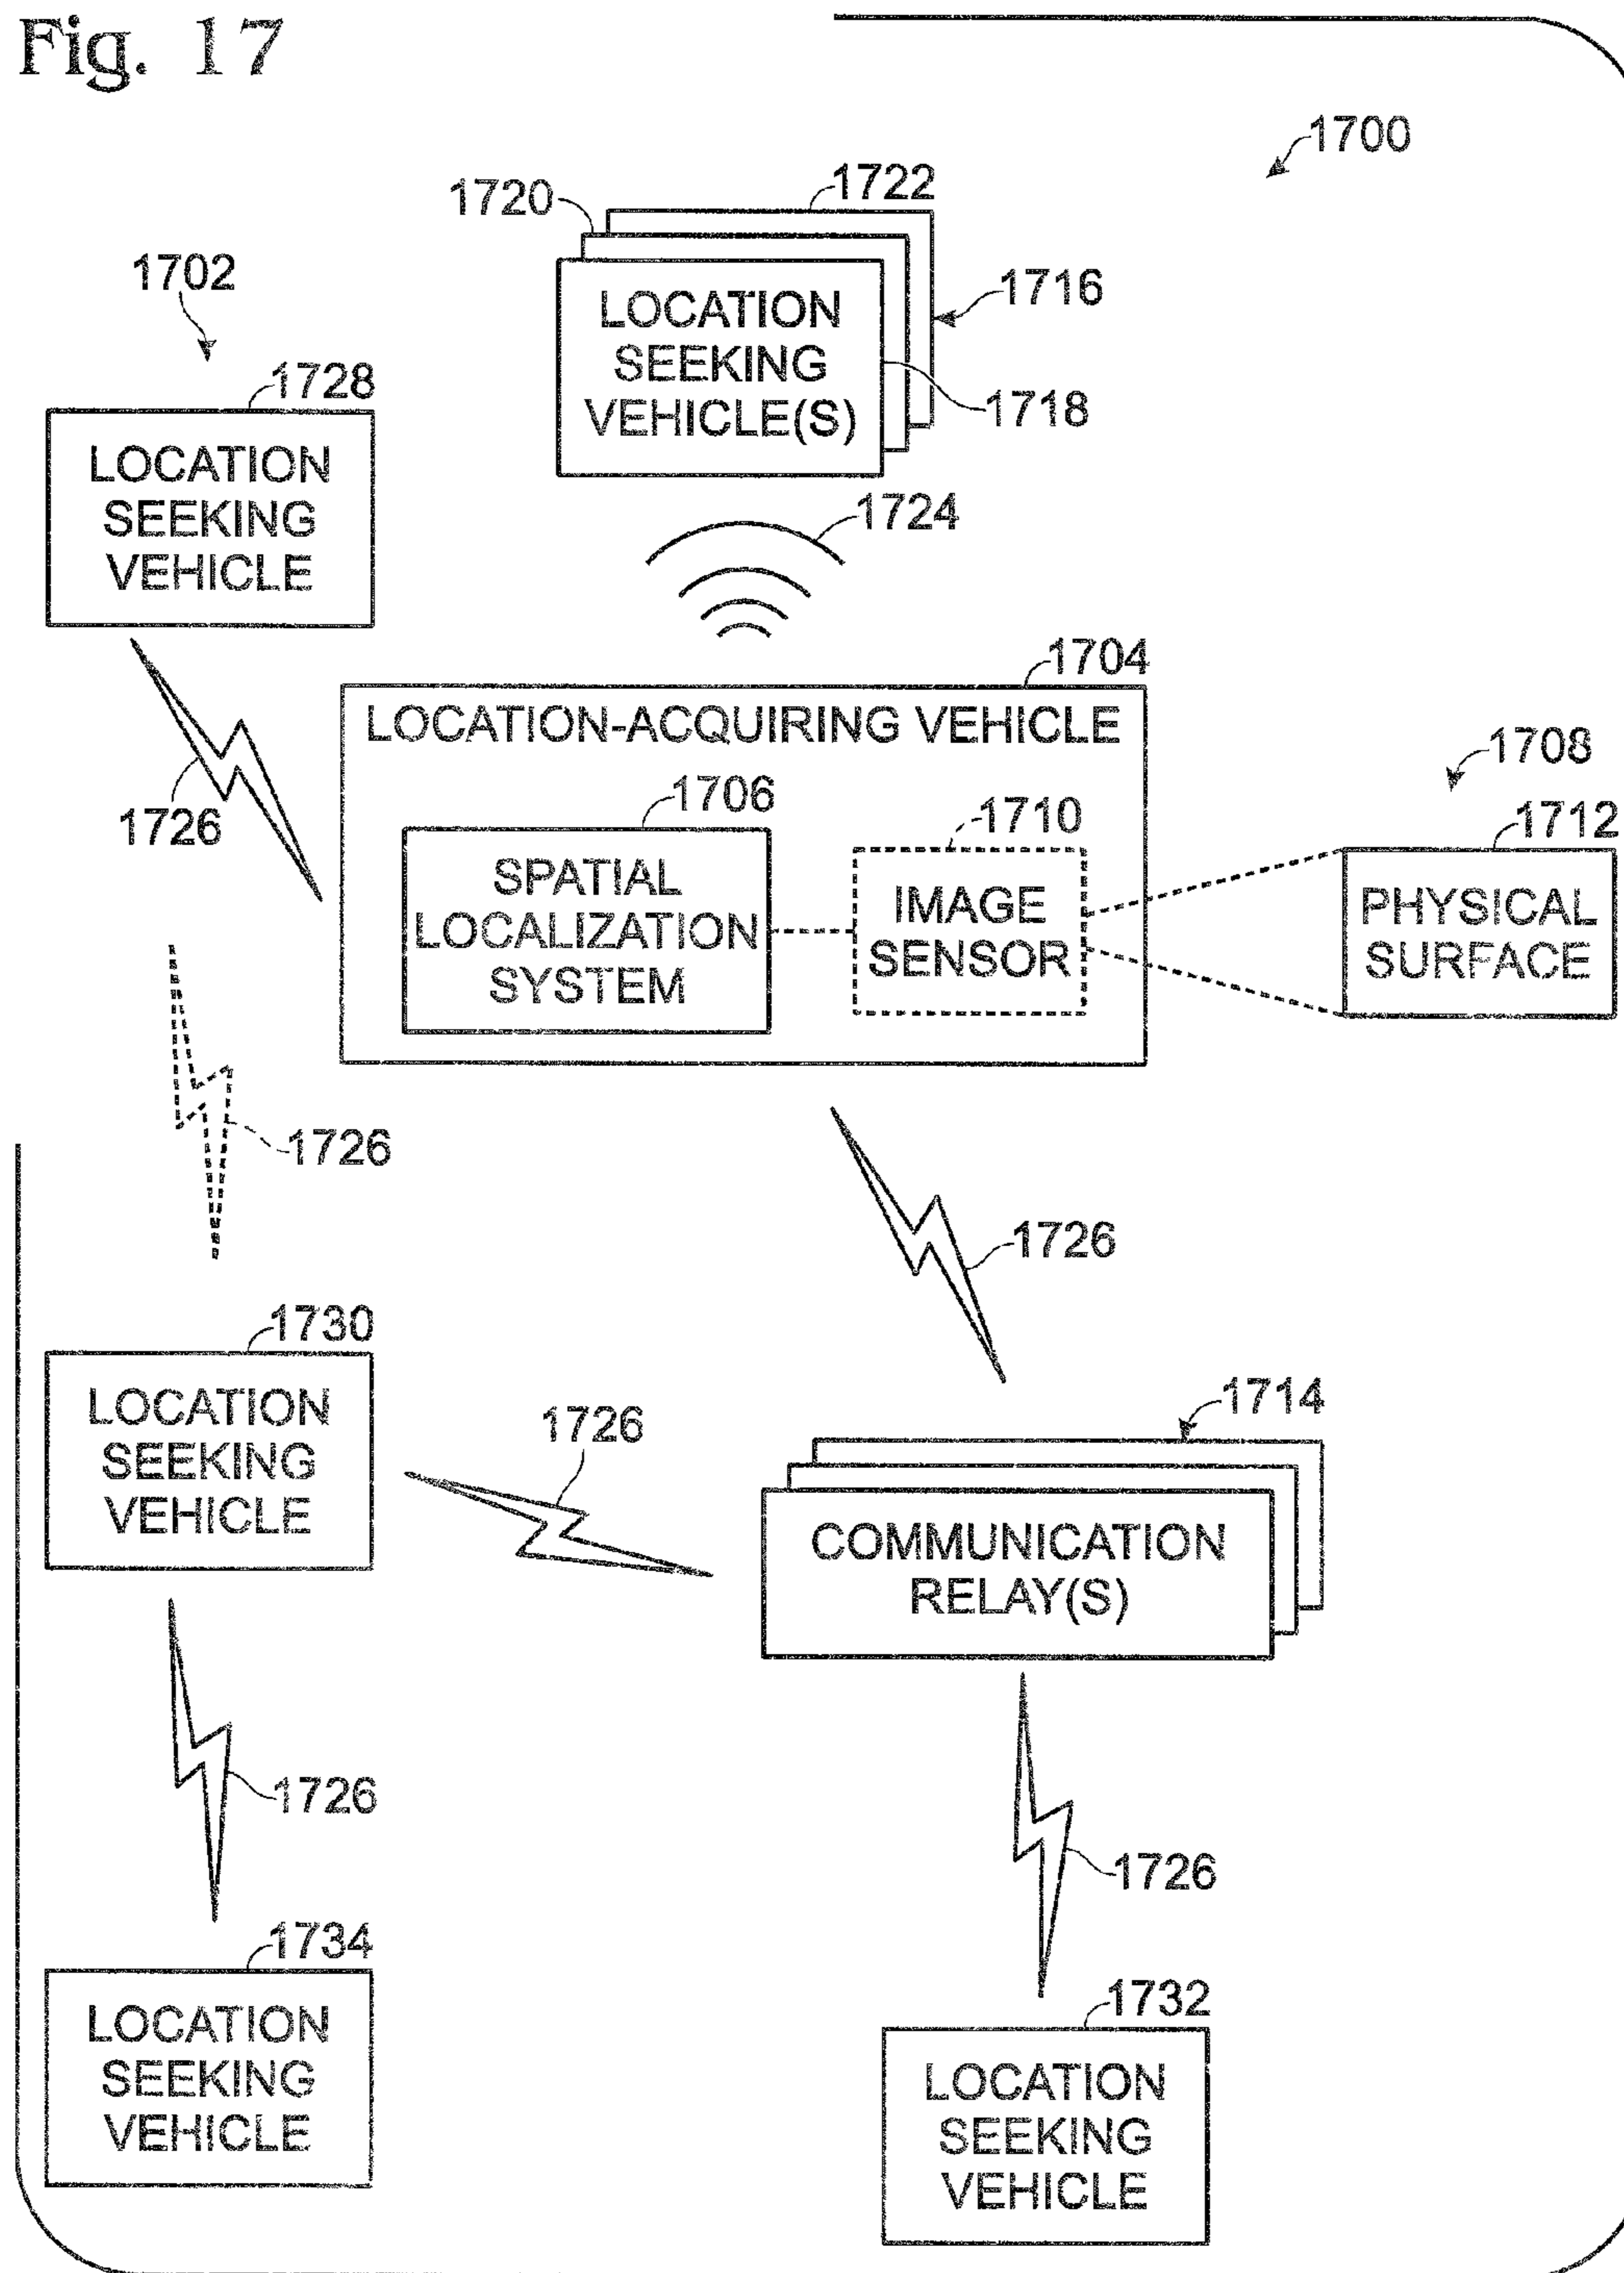 Fig. 17
1700
1722
1720
1702
1716
LOCATION
SEEKING
VEHICLE(S)
1728
1718
LOCATION
SEEKING
VEHICLE
1724
1704
LOCATION-ACQUIRING VEHICLE
1708
1706
1710
1712
1726
SPATIAL
LOCALIZATION
SYSTEM
IMAGE
SENSOR
PHYSICAL
SURFACE
1726
1726
1730
1714
LOCATION
SEEKING
VEHICLE
1726
COMMUNICATION
RELAY(S)
1726
1726
1734
LOCATION
SEEKING
VEHICLE
1732
LOCATION
SEEKING
VEHICLE